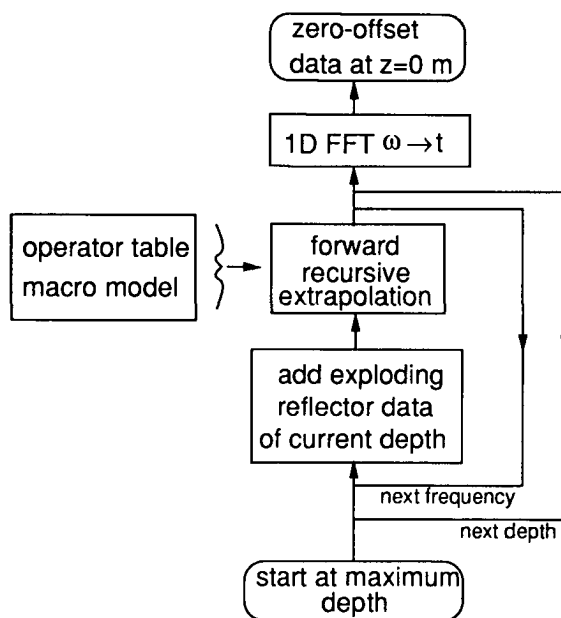 zero-offset
data at z=0 m
1D FFT ω→t
operator table
macro model
forward
recursive
extrapolation
add exploding
reflector data
of current depth
next frequency
next depth
start at maximum
depth